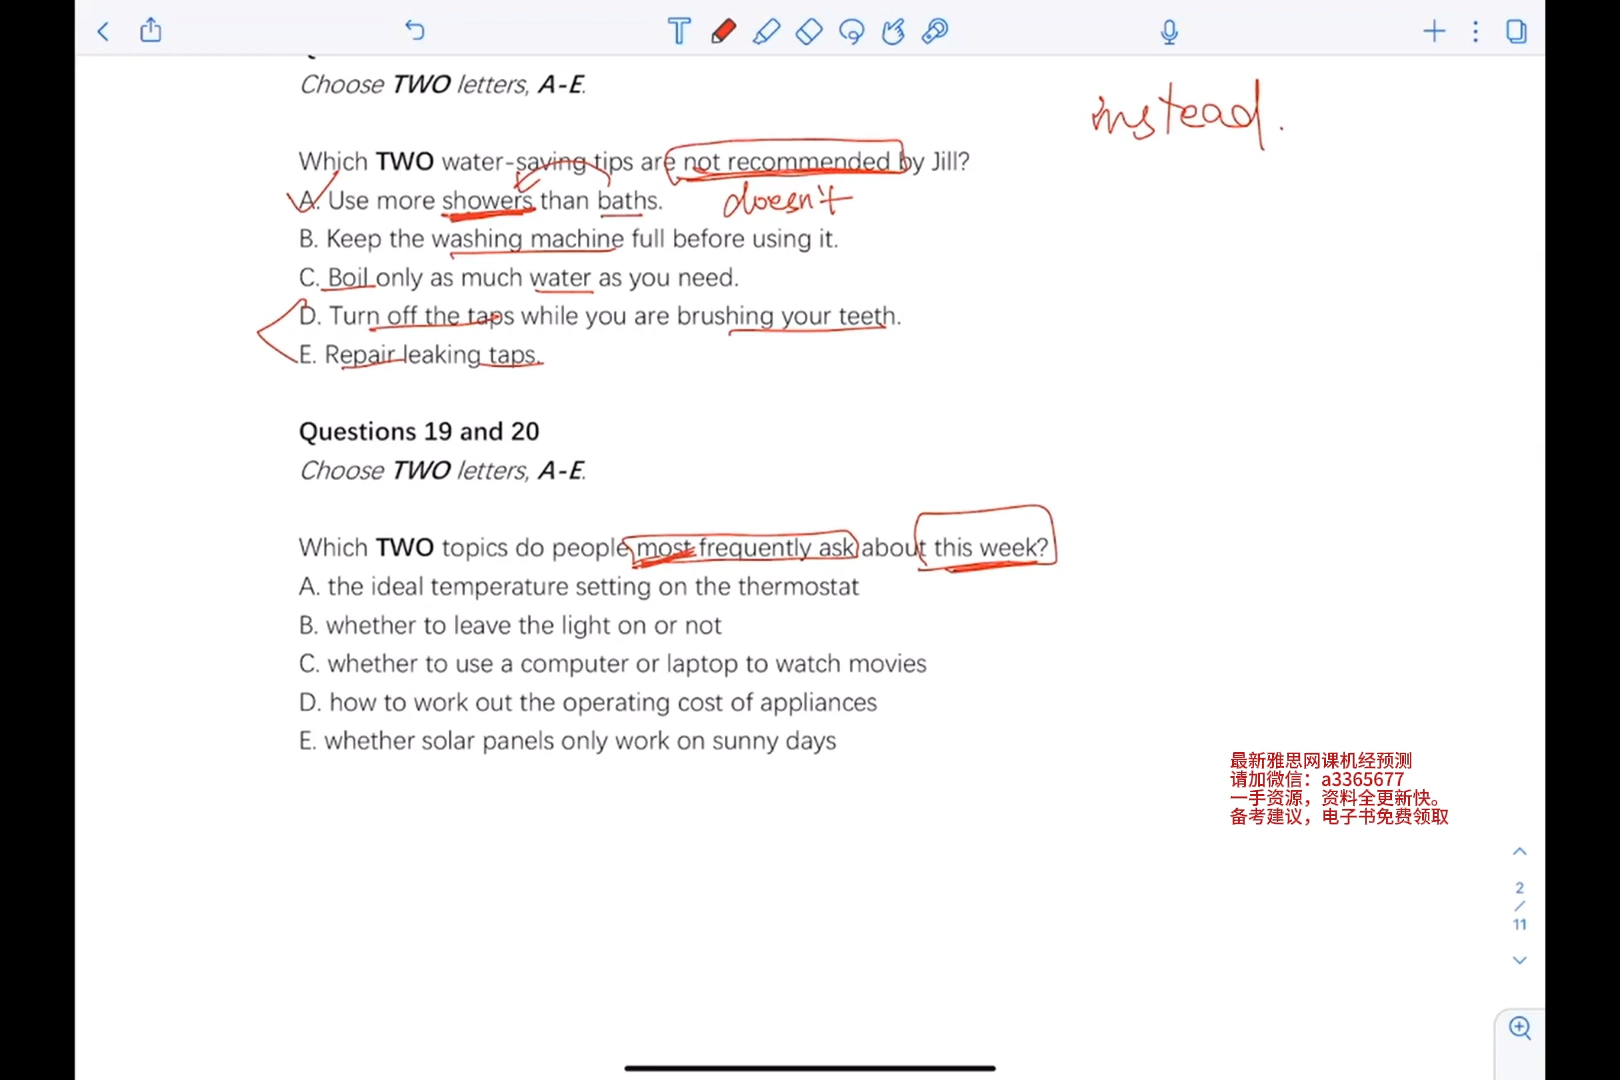 Choose TWO letters, A-E.
instead.
Which TWO water-saving tips are not recommended by Jill?
A. Use more showers than baths.
doesn't
B. Keep the washing machine full before using it.
C. Boil only as much water as you need.
D. Turn off the taps while you are brushing your teeth.
E. Repair leaking taps.
Questions 19 and 20
Choose TWO letters, A-E.
Which TWO topics do people most frequently ask about this week?
A. the ideal temperature setting on the thermostat
B. whether to leave the light on or not
C. whether to use a computer or laptop to watch movies
D. how to work out the operating cost of appliances
E. whether solar panels only work on sunny days
最新雅思网课机经预测
请加微信：a3365677
一手资源，资料全更新快。
备考建议，电子书免费领取
2
/
11